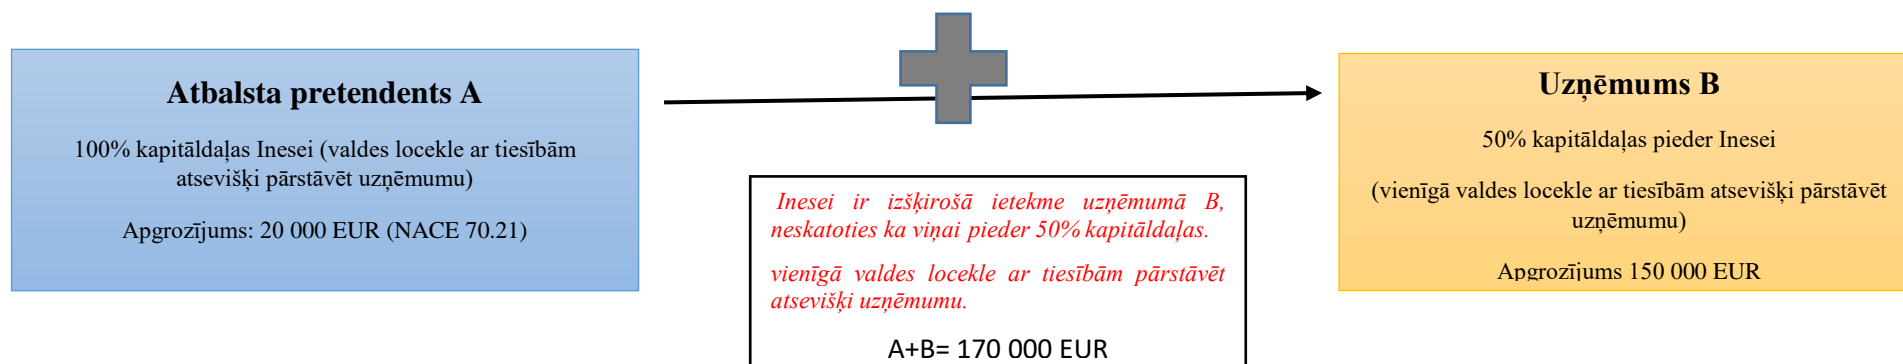 Atbalsta pretendents A
100% kapitāldaļas Inesei (valdes locekle ar tiesībām
atsevišķi pārstāvēt uzņēmumu)
Apgrozījums: 20 000 EUR (NACE 70.21)
Inesei ir izšķirošā ietekme uzņēmumā B,
neskatoties ka viņai pieder 50% kapitāldaļas.
vienīgā valdes locekle ar tiesībām pārstāvēt
atsevišķi uzņēmumu.
A+B= 170 000 EUR
Uzņēmums B
50% kapitāldaļas pieder Inesei
(vienīgā valdes locekle ar tiesībām atsevišķi pārstāvēt
uzņēmumu)
Apgrozījums 150 000 EUR